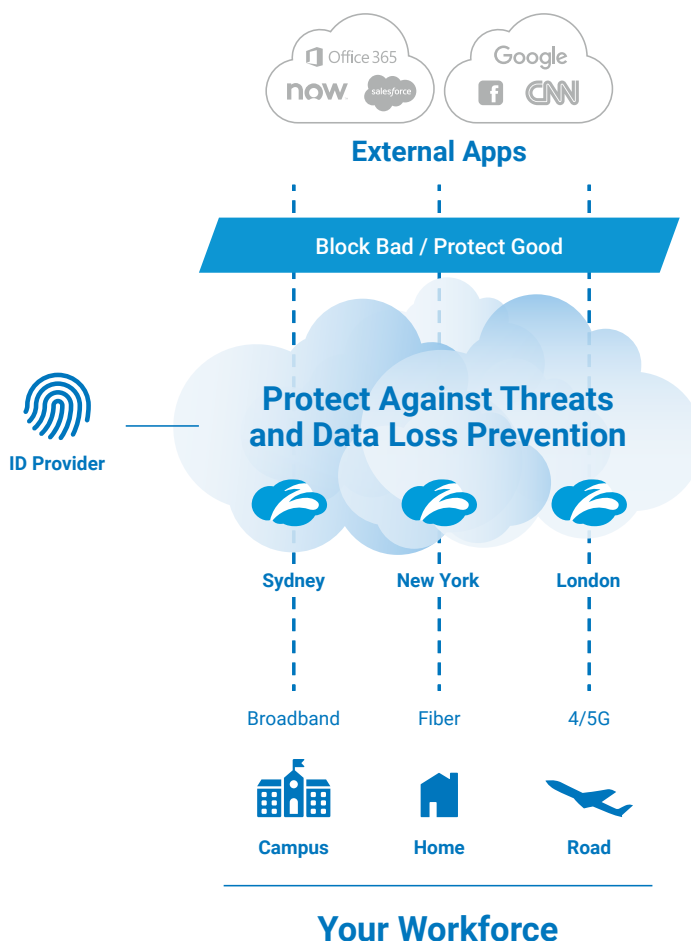 Office 365
Google
now
salesforce
f
CNN
External Apps
Block Bad / Protect Good
Protect Against Threats
and Data Loss Prevention
ID Provider
Sydney
New York
London
Broadband
Fiber
4/5G
Campus
Home
Road
Your Workforce